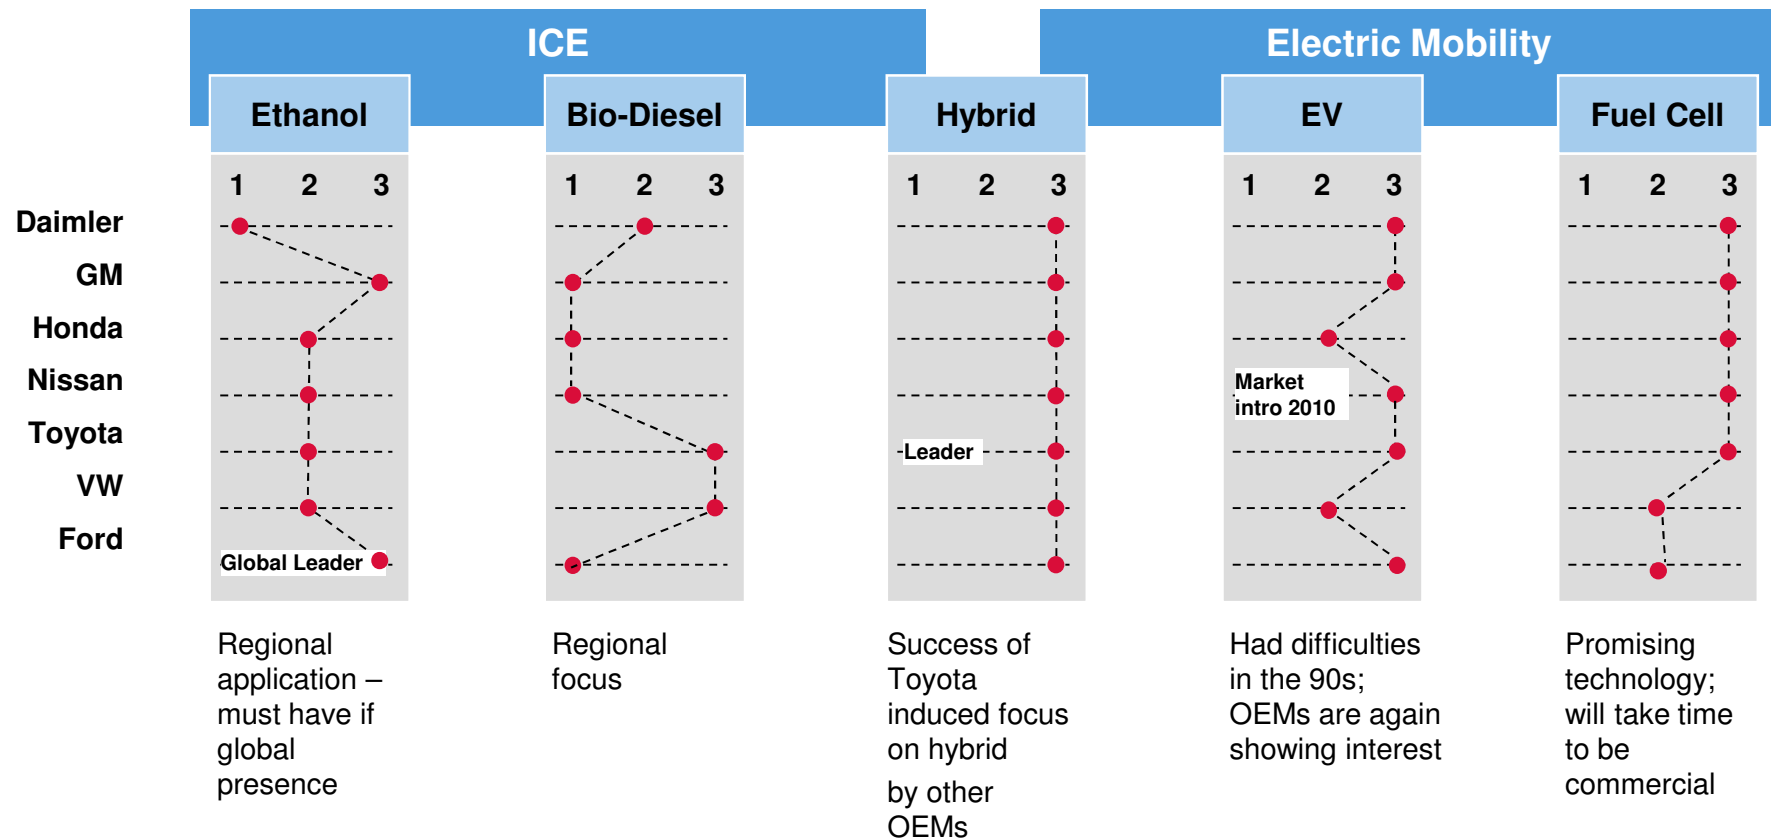 ICE
Electric Mobility
Ethanol
Bio-Diesel
Hybrid
EV
Fuel Cell
1 2 3
1 2 3
1 2 3
1 2 3
1 2 3
Daimler
GM
Honda
Nissan
Toyota
VW
Ford
Global Leader
Leader
Market
intro 2010
Regional
application –
must have if
global
presence
Regional
focus
Success of
Toyota
induced focus
on hybrid
by other
OEMs
Had difficulties
in the 90s;
OEMs are again
showing interest
Promising
technology;
will take time
to be
commercial